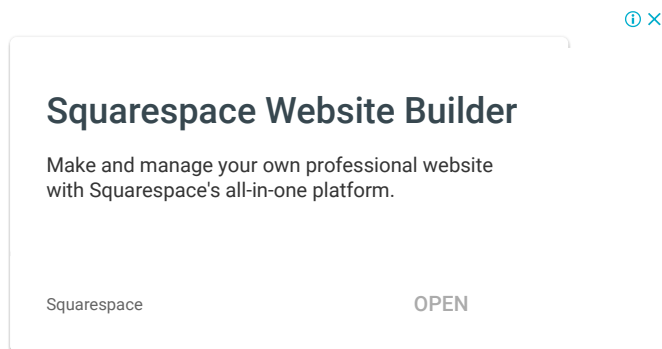 Squarespace Website Builder
Make and manage your own professional website
with Squarespace's all-in-one platform.
Squarespace
OPEN